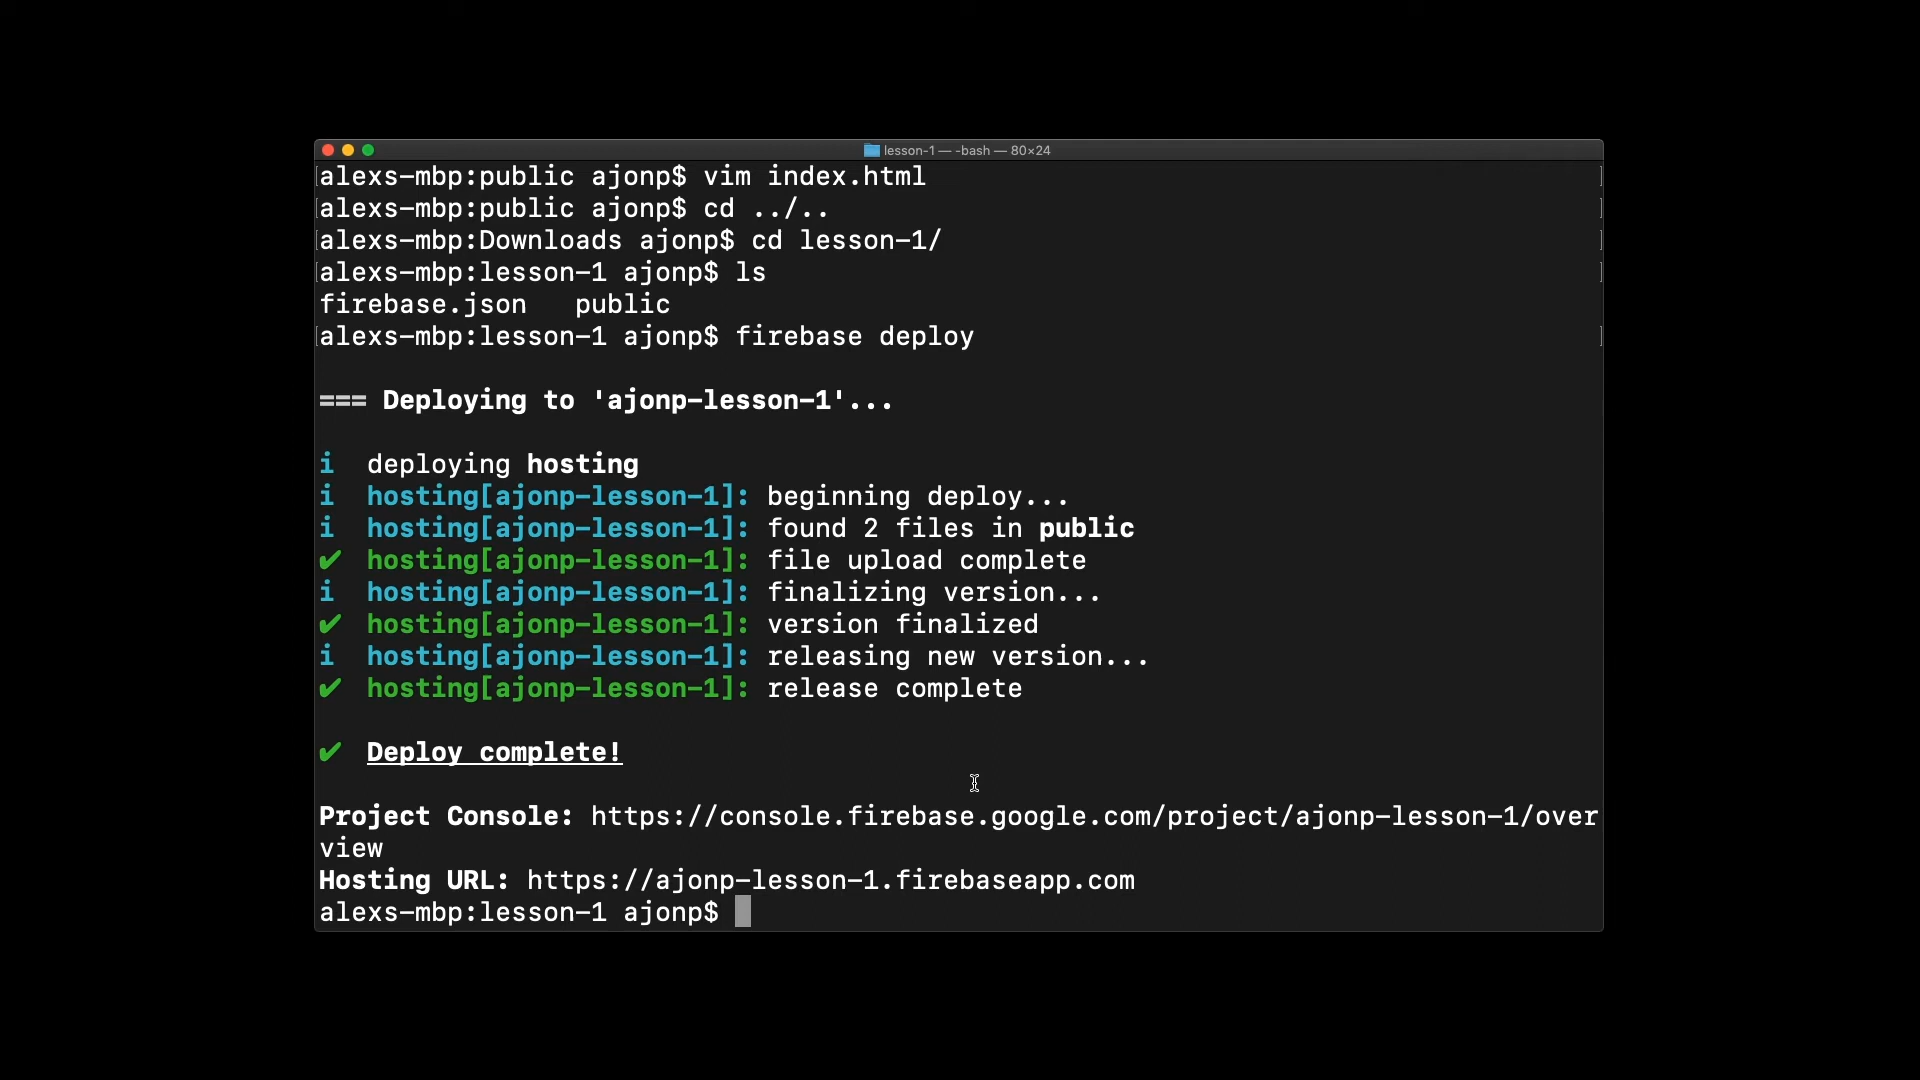 lesson-1 — -bash — 80×24
alexs-mbp:public ajonp$ vim index.html
alexs-mbp:public ajonp$ cd ../..
alexs-mbp:Downloads ajonp$ cd lesson-1/
alexs-mbp:lesson-1 ajonp$ ls
firebase.json   public
alexs-mbp:lesson-1 ajonp$ firebase deploy
=== Deploying to 'ajonp-lesson-1'...
i  deploying hosting
i  hosting[ajonp-lesson-1]: beginning deploy...
i  hosting[ajonp-lesson-1]: found 2 files in public
✔  hosting[ajonp-lesson-1]: file upload complete
i  hosting[ajonp-lesson-1]: finalizing version...
✔  hosting[ajonp-lesson-1]: version finalized
i  hosting[ajonp-lesson-1]: releasing new version...
✔  hosting[ajonp-lesson-1]: release complete
✔  Deploy complete!
Project Console: https://console.firebase.google.com/project/ajonp-lesson-1/over
view
Hosting URL: https://ajonp-lesson-1.firebaseapp.com
alexs-mbp:lesson-1 ajonp$